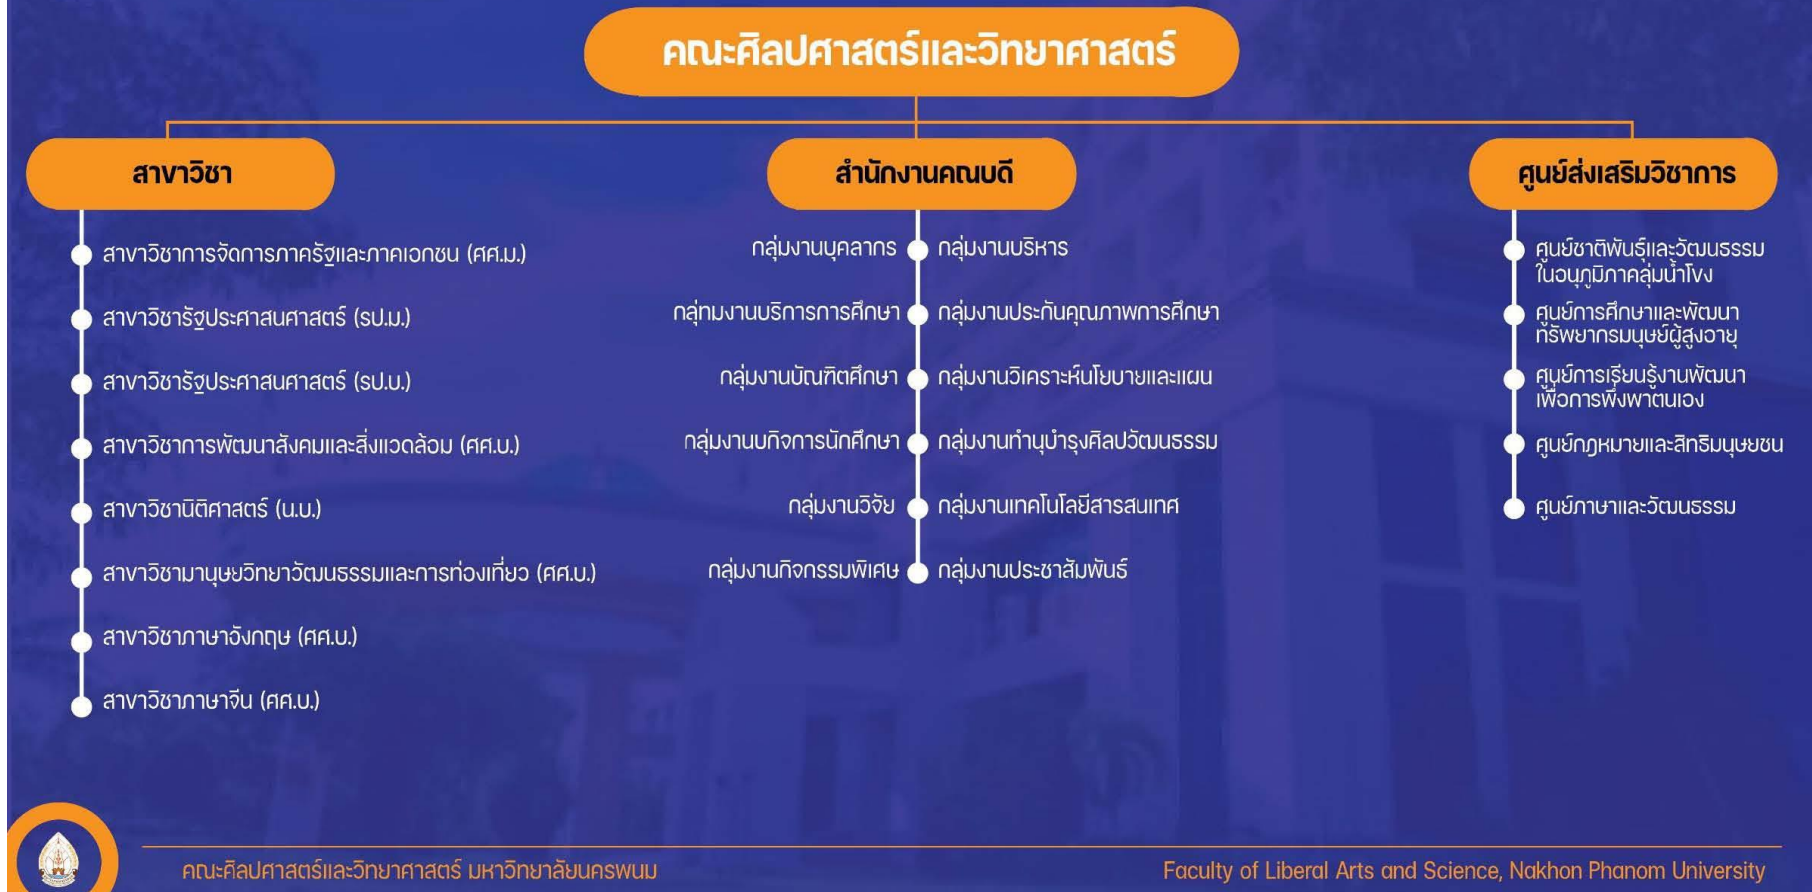 คณะศิลปศาสตร์และวิทยาศาสตร์
สาขาวิชา
สาขาวิชาการจัดการภาครัฐและภาคเอกชน (ศศ.ม.)
สาขาวิชารัฐประศาสนศาสตร์ (รป.ม.)
สาขาวิชารัฐประศาสนศาสตร์ (รป.บ.)
สาขาวิชาการพัฒนาสังคมและสิ่งแวดล้อม (ศศ.บ.)
สาขาวิชานิติศาสตร์ (น.บ.)
สาขาวิชามานุษยวิทยาวัฒนธรรมและการท่องเที่ยว (ศศ.บ.)
สาขาวิชาภาษาอังกฤษ (ศศ.บ.)
สาขาวิชาภาษาจีน (ศศ.บ.)
สำนักงานคณบดี
กลุ่มงานบุคลากร กลุ่มงานบริหาร
กลุ่ทมงานบริการการศึกษา กลุ่มงานประกันคุณภาพการศึกษา
กลุ่มงานบัณฑิตศึกษา กลุ่มงานวิเคราะห์นโยบายและแผน
กลุ่มงานบกิจการนักศึกษา กลุ่มงานทำนุบำรุงศิลปวัฒนธรรม
กลุ่มงานวิจัย กลุ่มงานเทคโนโลยีสารสนเทศ
กลุ่มงานกิจกรรมพิเศษ กลุ่มงานประชาสัมพันธ์
ศูนย์ส่งเสริมวิชาการ
ศูนย์ชาติพันธุ์และวัฒนธรรม
ในอนุภูมิภาคลุ่มน้ำโขง
ศูนย์การศึกษาและพัฒนา
ทรัพยากรมนุษย์ผู้สูงอายุ
ศูนย์การเรียนรู้งานพัฒนา
เพื่อการพึ่งพาตนเอง
ศูนย์กฎหมายและสิทธิมนุษยชน
ศูนย์ภาษาและวัฒนธรรม
คณะศิลปศาสตร์และวิทยาศาสตร์ มหาวิทยาลัยนครพนม
Faculty of Liberal Arts and Science, Nakhon Phanom University